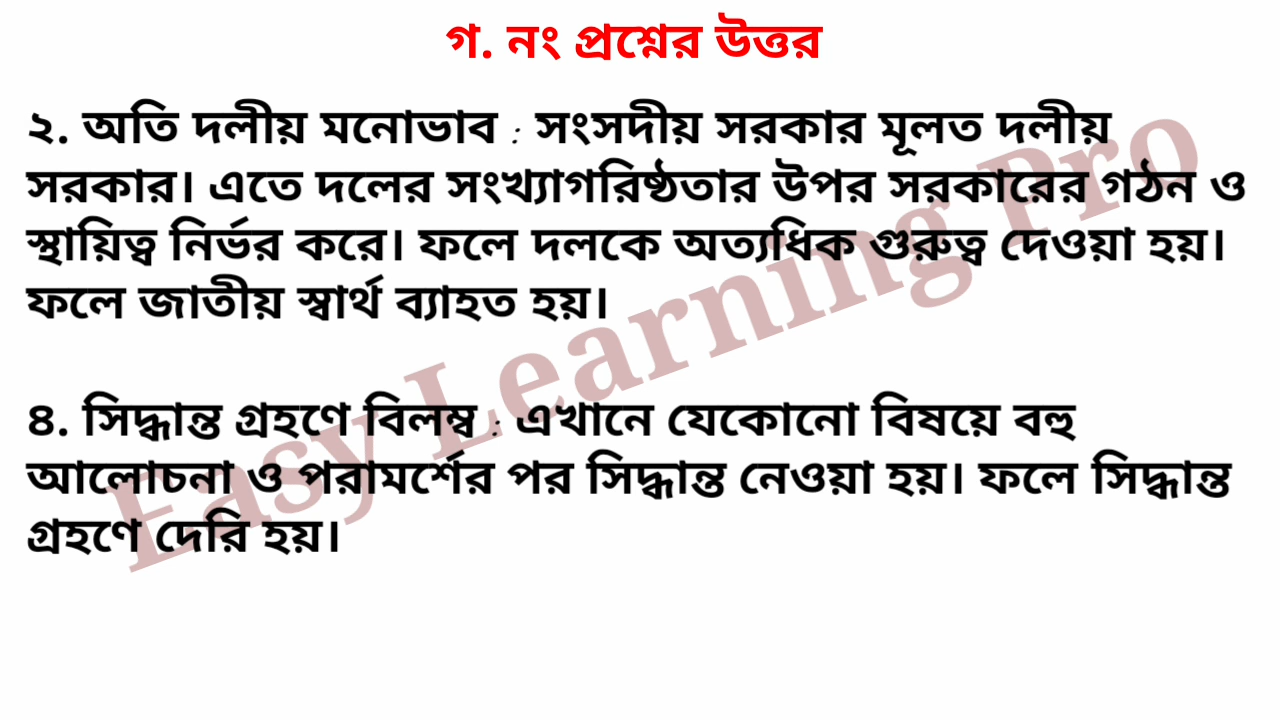 গ. নং প্রশ্নের উত্তর
২. অতি দলীয় মনোভাব : সংসদীয় সরকার মূলত দলীয়
সরকার। এতে দলের সংখ্যাগরিষ্ঠতার উপর সরকারের গঠন ও
স্থায়িত্ব নির্ভর করে। ফলে দলকে অত্যধিক গুরুত্ব দেওয়া হয়।
ফলে জাতীয় স্বার্থ ব্যাহত হয়।
৪. সিদ্ধান্ত গ্রহণে বিলম্ব : এখানে যেকোনো বিষয়ে বহু
আলোচনা ও পরামর্শের পর সিদ্ধান্ত নেওয়া হয়। ফলে সিদ্ধান্ত
গ্রহণে দেরি হয়।
Easy Learning Pro